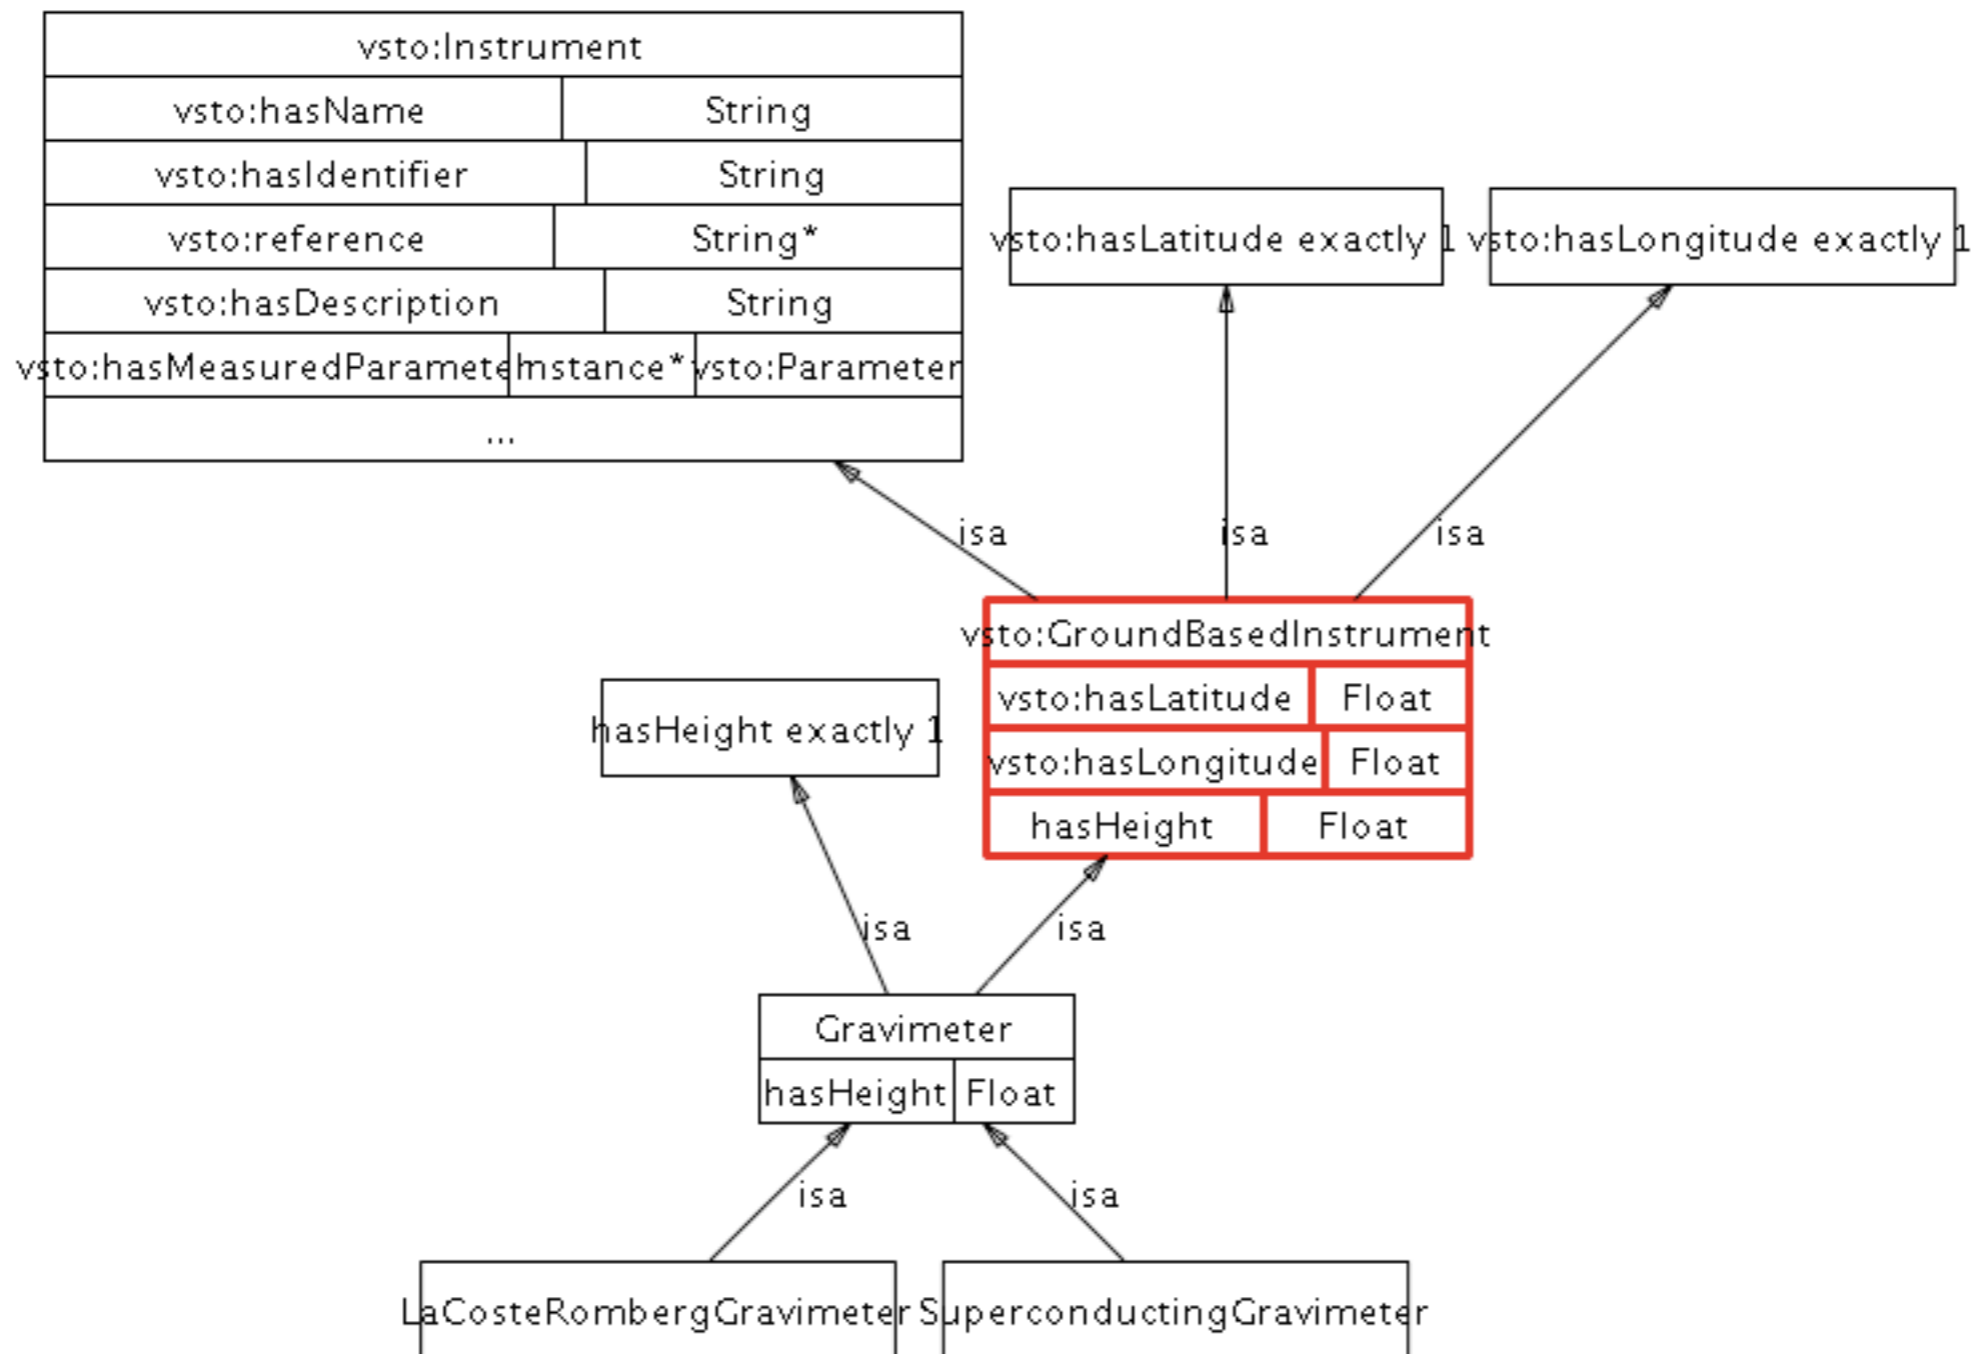 vsto:Instrument
vsto:hasName String
vsto:hasIdentifier String
vsto:reference String*
vsto:hasDescription String
vsto:hasMeasuredParameter Instance* vsto:Parameter
...
vsto:hasLatitude exactly 1
vsto:hasLongitude exactly 1
isa
isa
isa
vsto:GroundBasedInstrument
vsto:hasLatitude Float
vsto:hasLongitude Float
hasHeight Float
hasHeight exactly 1
isa
isa
Gravimeter
hasHeight Float
isa
isa
LaCosteRombergGravimeter
SuperconductingGravimeter